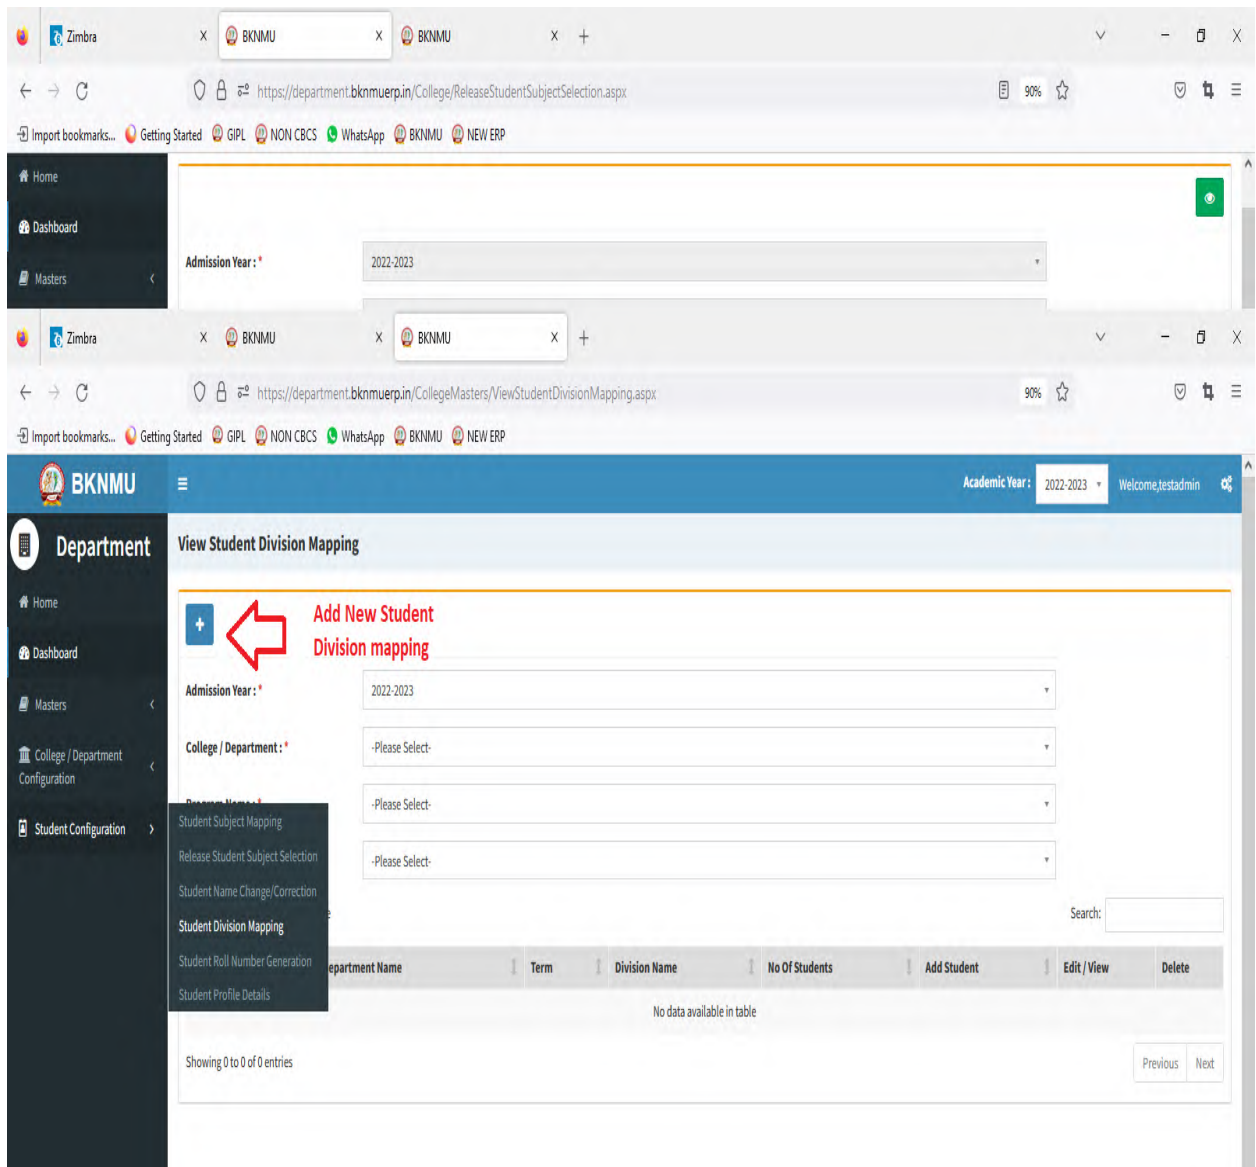 Zimbra
BKNMU
BKNMU
https://department.bknmuerp.in/College/ReleaseStudentSubjectSelection.aspx
90%
Import bookmarks... Getting Started GIPL NON CBCS WhatsApp BKNMU NEW ERP
Home
Dashboard
Admission Year : * 2022-2023
Masters
Zimbra
BKNMU
BKNMU
https://department.bknmuerp.in/CollegeMasters/ViewStudentDivisionMapping.aspx
90%
Import bookmarks... Getting Started GIPL NON CBCS WhatsApp BKNMU NEW ERP
BKNMU
Academic Year : 2022-2023 Welcome,testadmin
Department
View Student Division Mapping
Home
Add New Student
Division mapping
Dashboard
Admission Year : * 2022-2023
Masters
College / Department : * -Please Select-
College / Department
Configuration
-Please Select-
Student Configuration
Student Subject Mapping
Release Student Subject Selection
-Please Select-
Student Name Change/Correction
Student Division Mapping
Search:
Student Roll Number Generation
epartment Name Term Division Name No Of Students Add Student Edit / View Delete
Student Profile Details
No data available in table
Showing 0 to 0 of 0 entries
Previous Next